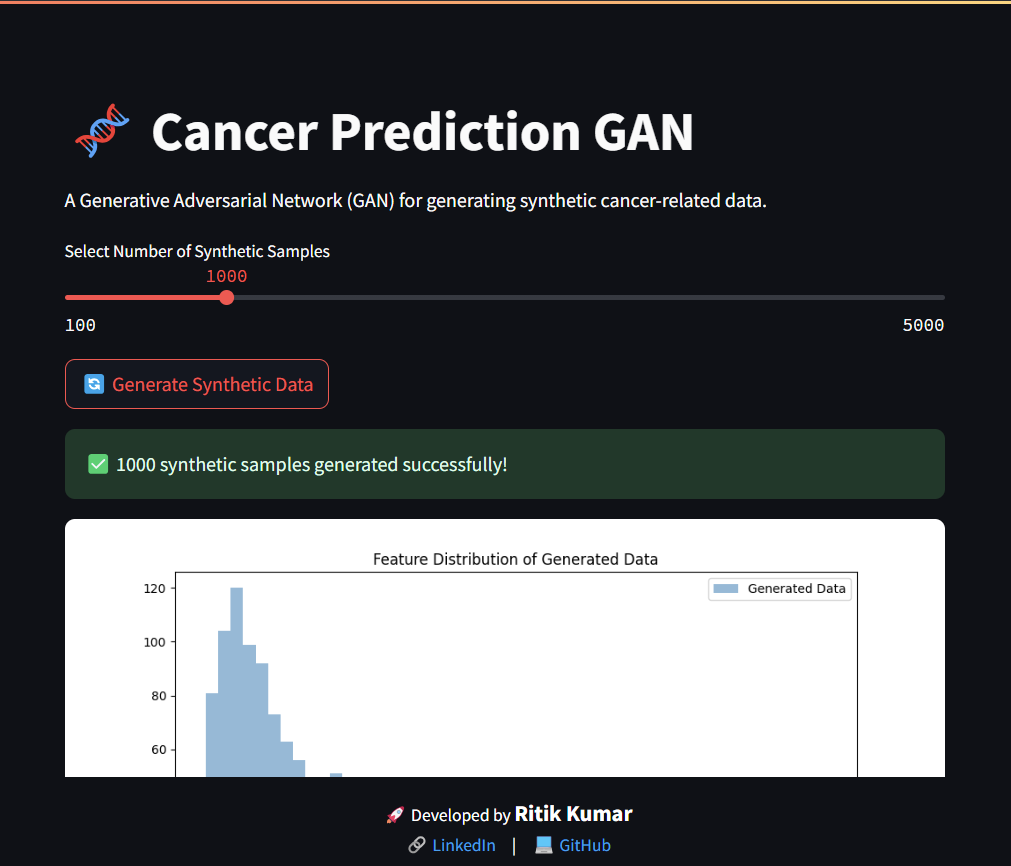 Cancer Prediction GAN
A Generative Adversarial Network (GAN) for generating synthetic cancer-related data.
Select Number of Synthetic Samples
1000
100 5000
Generate Synthetic Data
1000 synthetic samples generated successfully!
Feature Distribution of Generated Data
Generated Data
120
100
80
60
Developed by Ritik Kumar
LinkedIn | GitHub